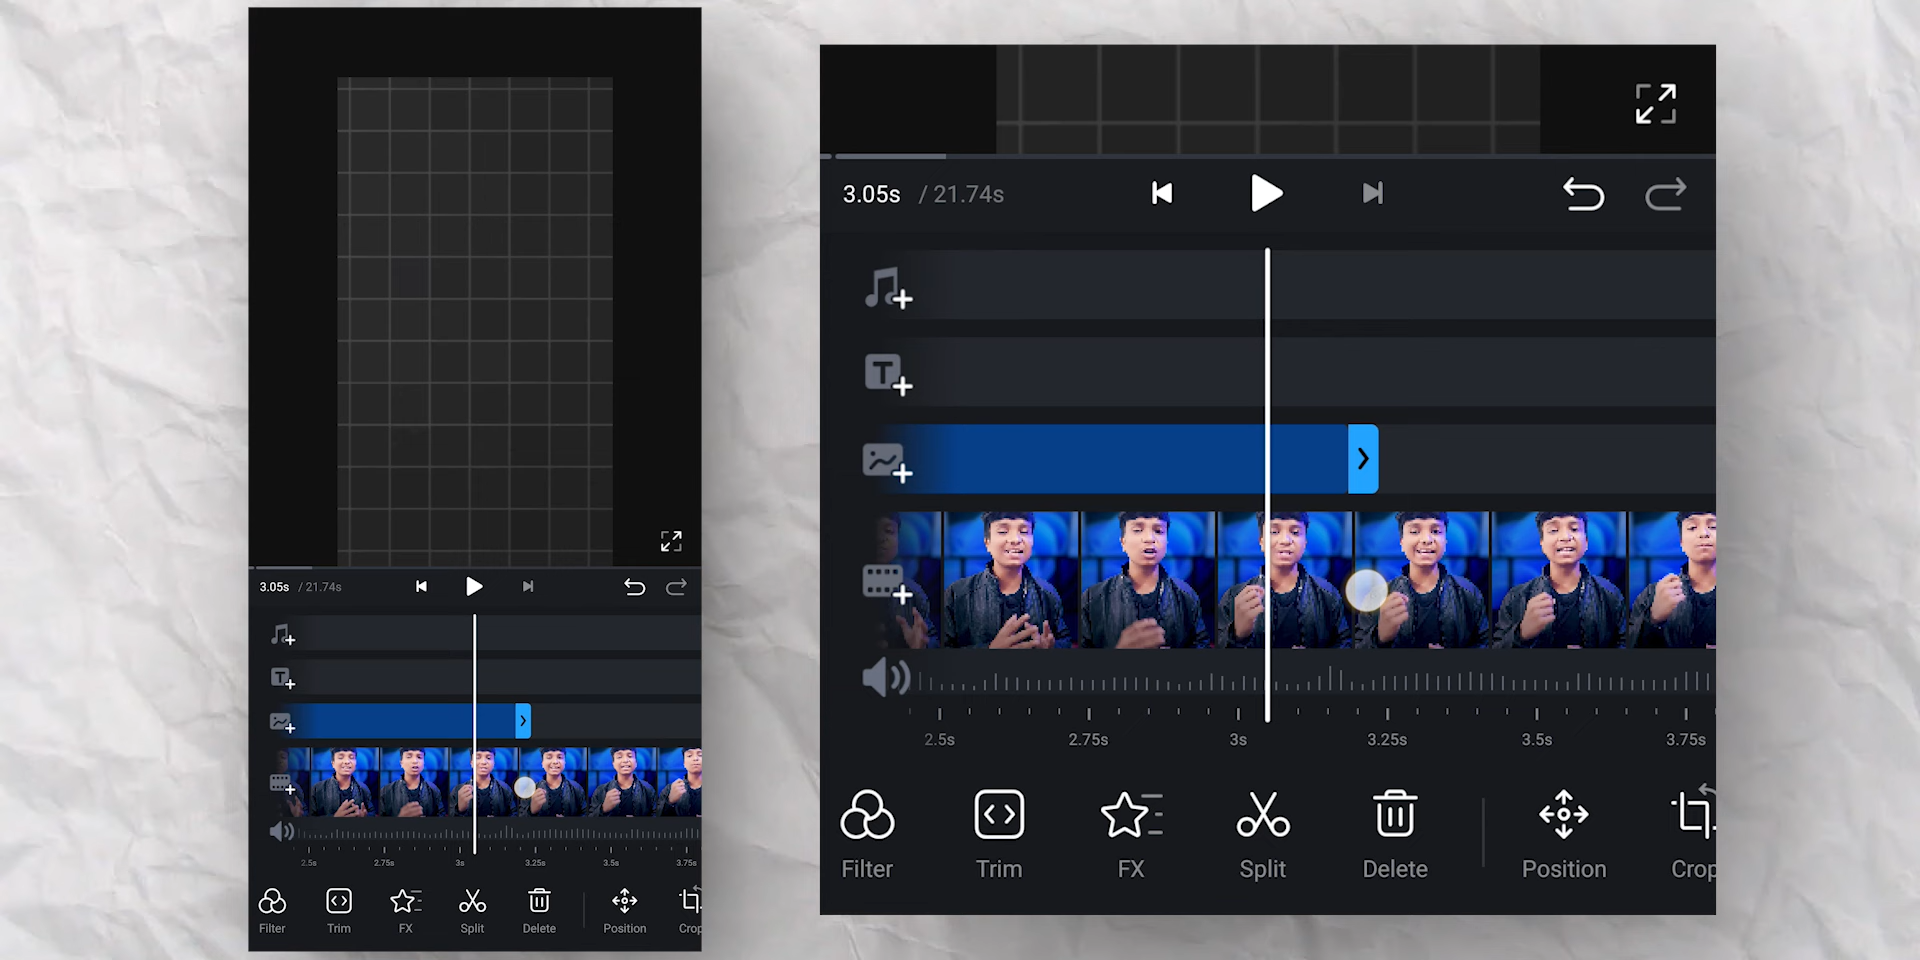 3.05s / 21.74s
2.5s 2.75s 3s 3.25s 3.5s 3.75s
Filter Trim FX Split Delete Position Crop
3.05s / 21.74s
T
2.5s 2.75s 3s 3.25s 3.5s 3.75s
Filter Trim FX Split Delete Position Crop